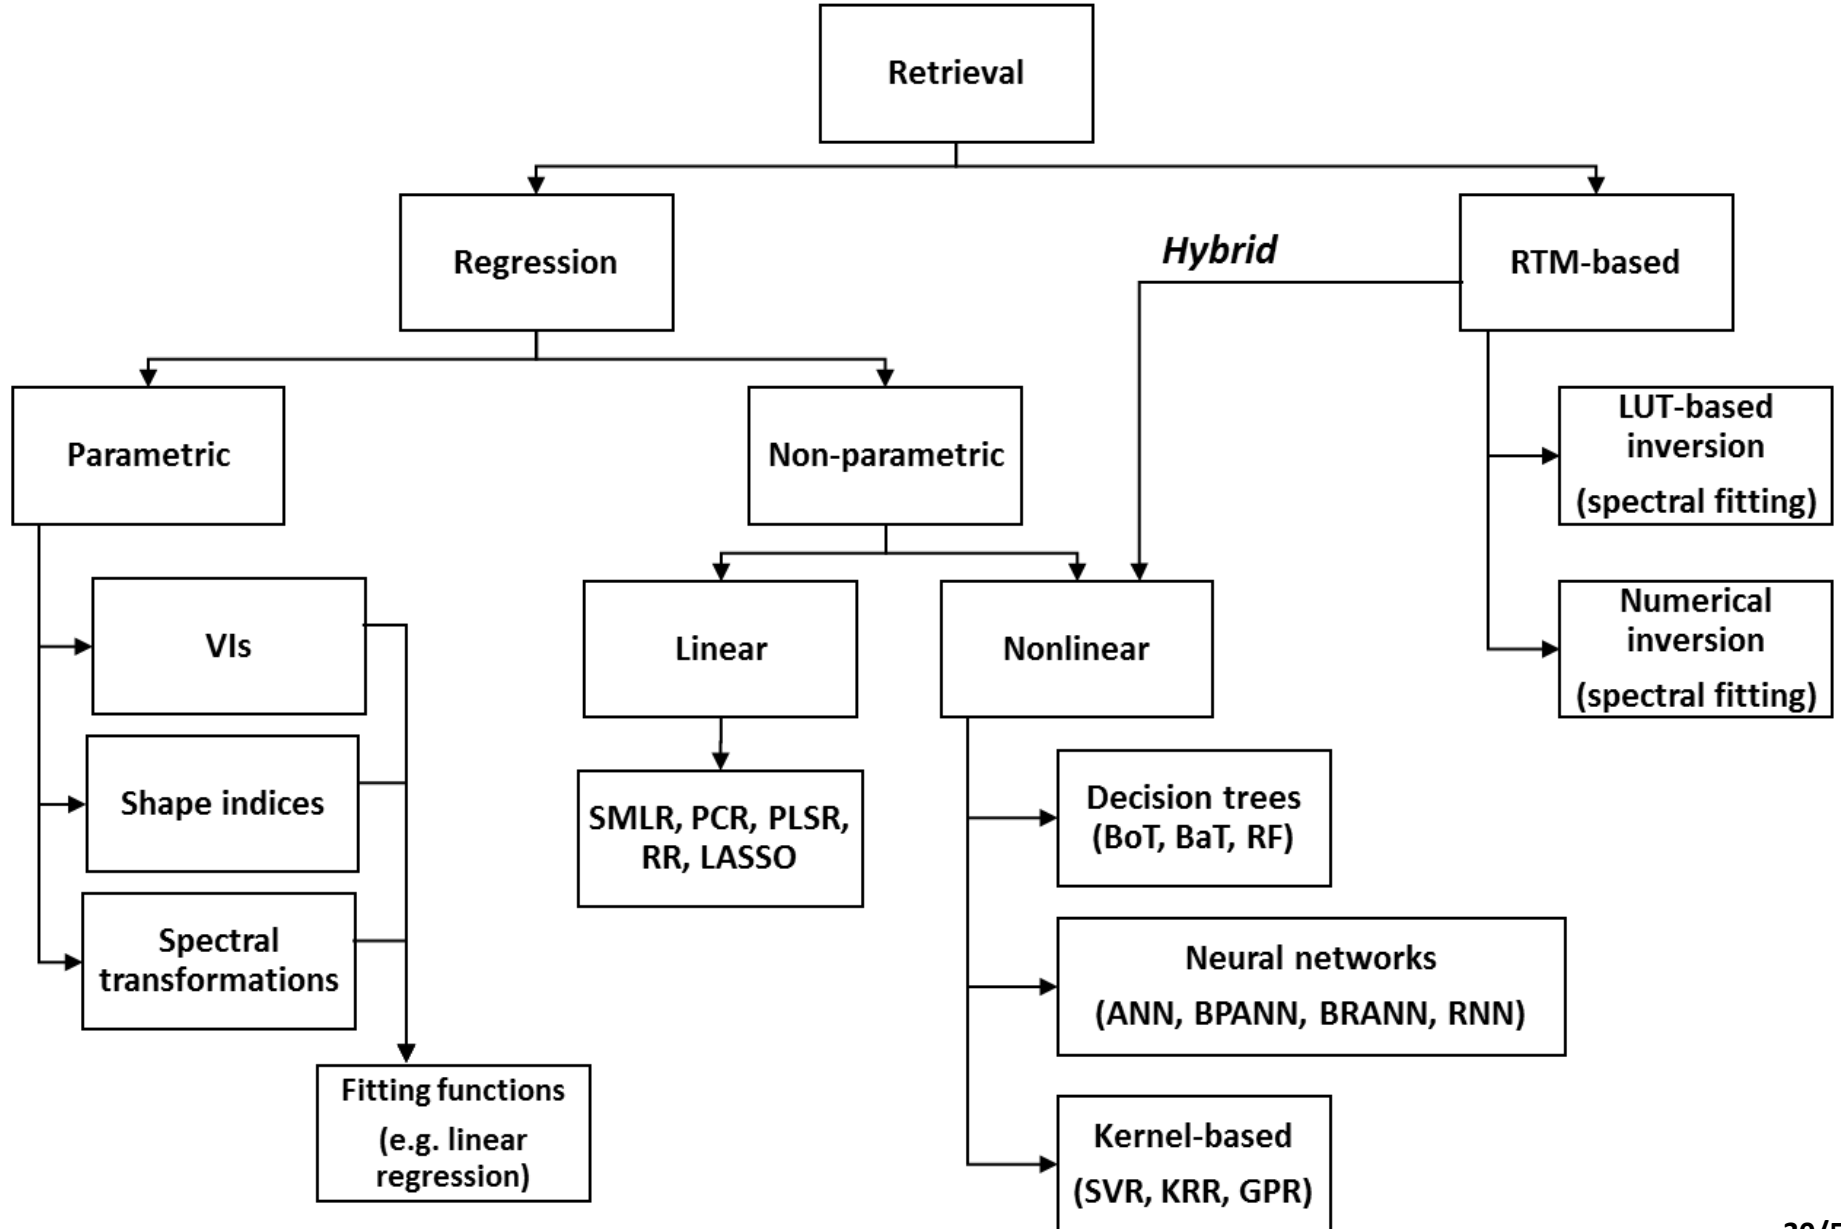 Retrieval
Regression
Hybrid
RTM-based
Parametric
Non-parametric
LUT-based
inversion
(spectral fitting)
VIs
Linear
Nonlinear
Numerical
inversion
(spectral fitting)
Shape indices
SMLR, PCR, PLSR,
RR, LASSO
Decision trees
(BoT, BaT, RF)
Spectral
transformations
Neural networks
(ANN, BPANN, BRANN, RNN)
Fitting functions
(e.g. linear
regression)
Kernel-based
(SVR, KRR, GPR)